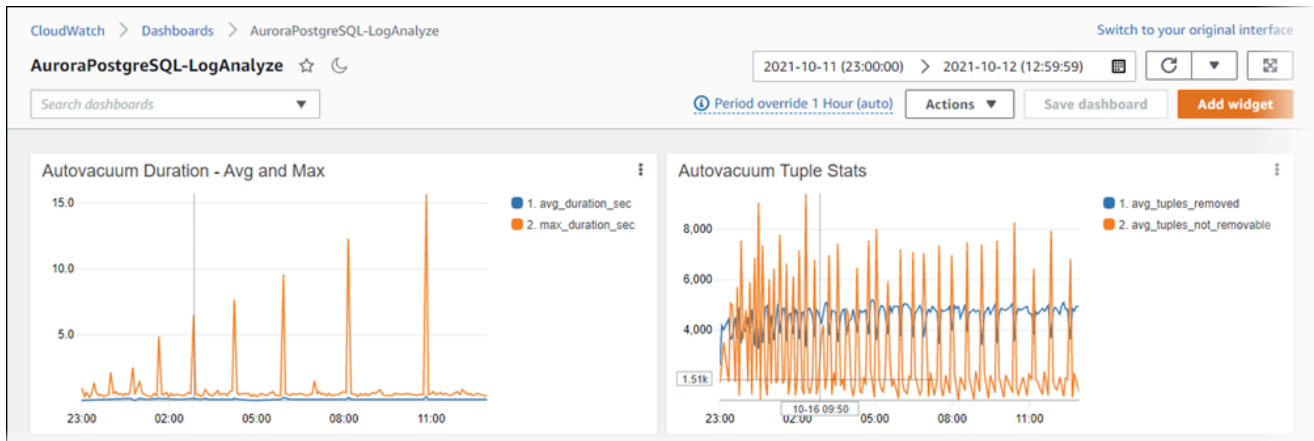 CloudWatch > Dashboards > AuroraPostgreSQL-LogAnalyze
Switch to your original interface
AuroraPostgreSQL-LogAnalyze
2021-10-11 (23:00:00) > 2021-10-12 (12:59:59)
Search dashboards
Period override 1 Hour (auto)
Actions
Save dashboard
Add widget
Autovacuum Duration - Avg and Max
15.0
10.0
5.0
1. avg_duration_sec
2. max_duration_sec
23:00 02:00 05:00 08:00 11:00
Autovacuum Tuple Stats
8,000
6,000
4,000
1.51k
1. avg_tuples_removed
2. avg_tuples_not_removable
10-16 09:50
23:00 02:00 05:00 08:00 11:00